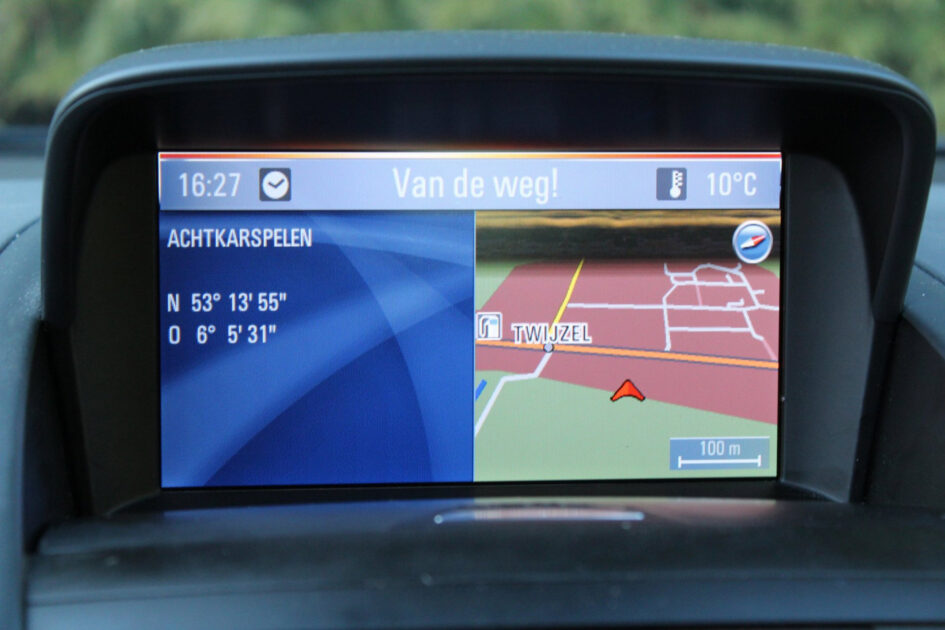 16:27 Van de weg! 10°C
ACHTKARSPELEN
N 53° 13' 55"
O 6° 5' 31"
TWIJZEL
100 m